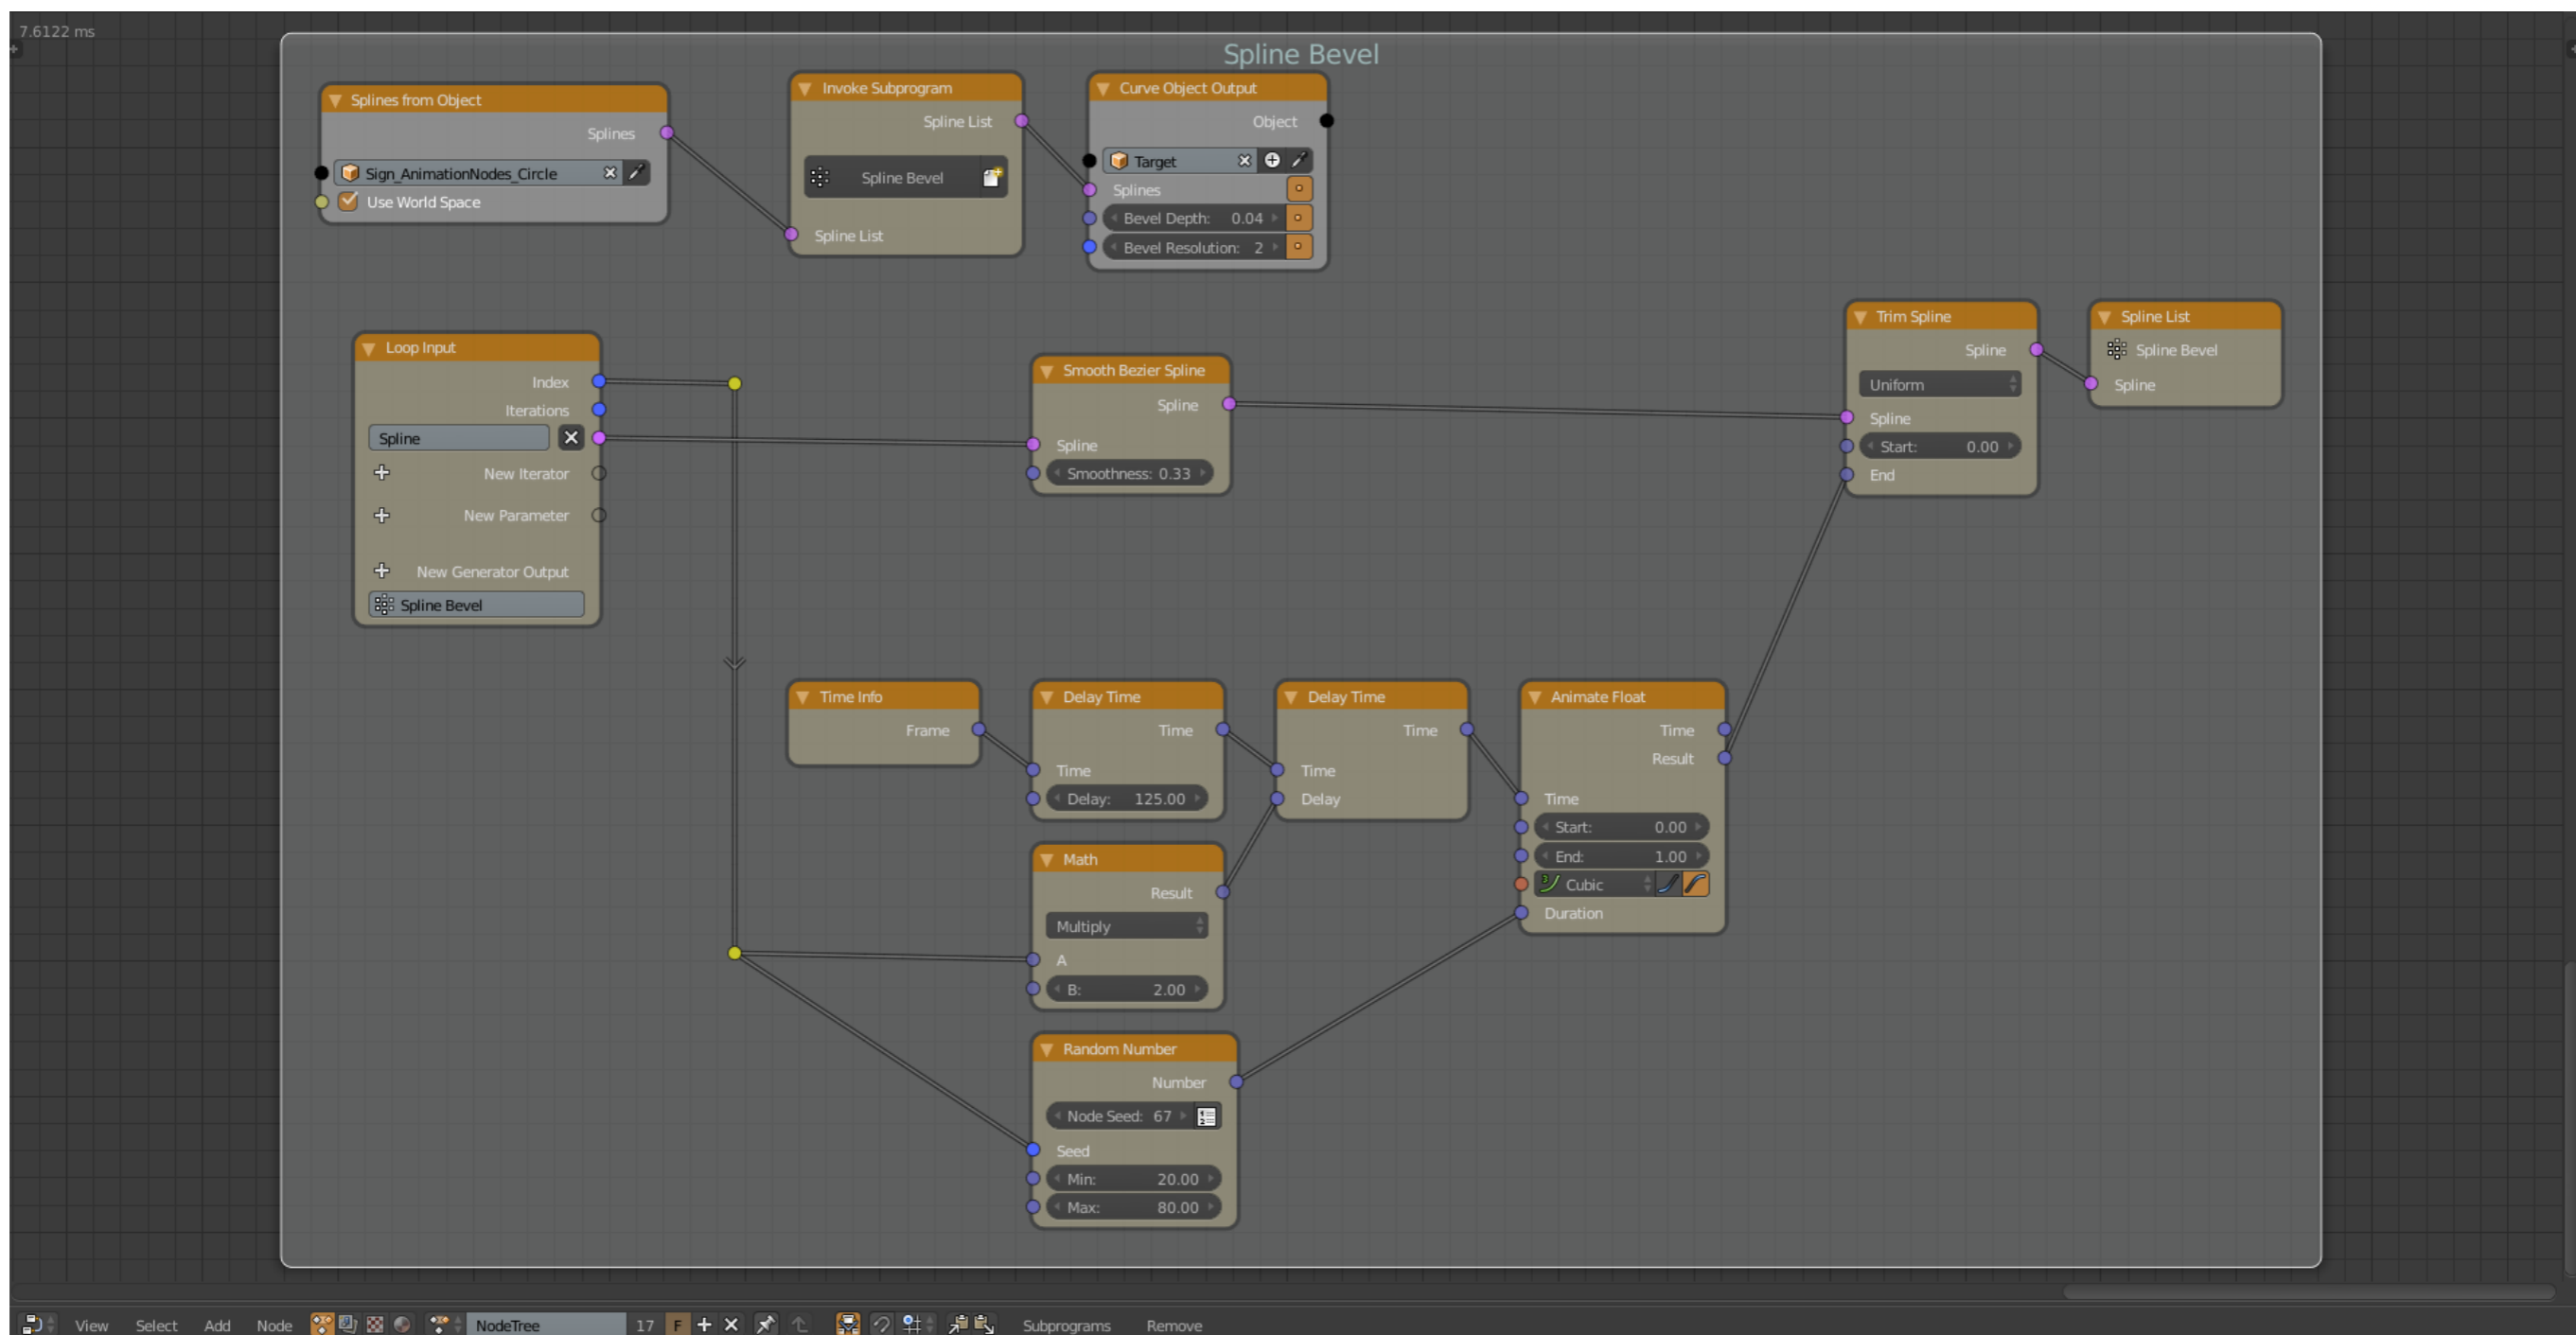 7.6122 ms
Spline Bevel
Splines from Object
Splines
Sign_AnimationNodes_Circle
Use World Space
Invoke Subprogram
Spline List
Spline Bevel
Spline List
Curve Object Output
Object
Target
Splines
Bevel Depth: 0.04
Bevel Resolution: 2
Loop Input
Index
Iterations
Spline
New Iterator
New Parameter
New Generator Output
Spline Bevel
Smooth Bezier Spline
Spline
Spline
Smoothness: 0.33
Trim Spline
Spline
Uniform
Spline
Start: 0.00
End
Spline List
Spline Bevel
Spline
Time Info
Frame
Delay Time
Time
Time
Delay: 125.00
Delay Time
Time
Time
Delay
Animate Float
Time
Result
Time
Start: 0.00
End: 1.00
Cubic
Duration
Math
Result
Multiply
A
B: 2.00
Random Number
Number
Node Seed: 67
Seed
Min: 20.00
Max: 80.00
View Select Add Node NodeTree 17 F Subprograms Remove